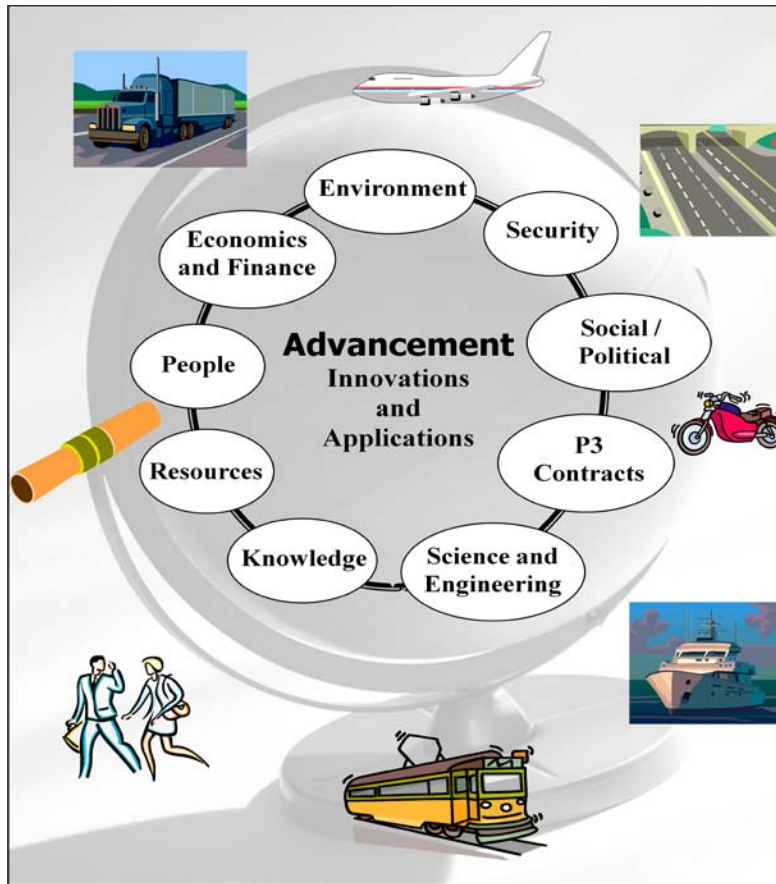 Environment
Security
Social /
Political
P3
Contracts
Science and
Engineering
Knowledge
Resources
People
Economics
and Finance
Advancement
Innovations
and
Applications